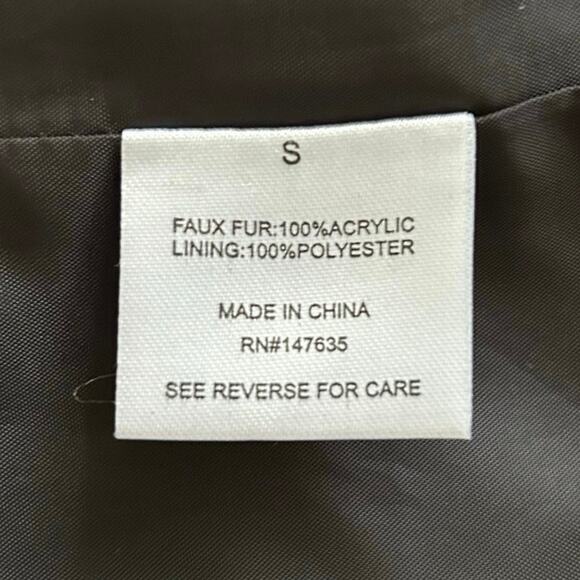 S
FAUX FUR:100%ACRYLIC
LINING:100%POLYESTER
MADE IN CHINA
RN#147635
SEE REVERSE FOR CARE